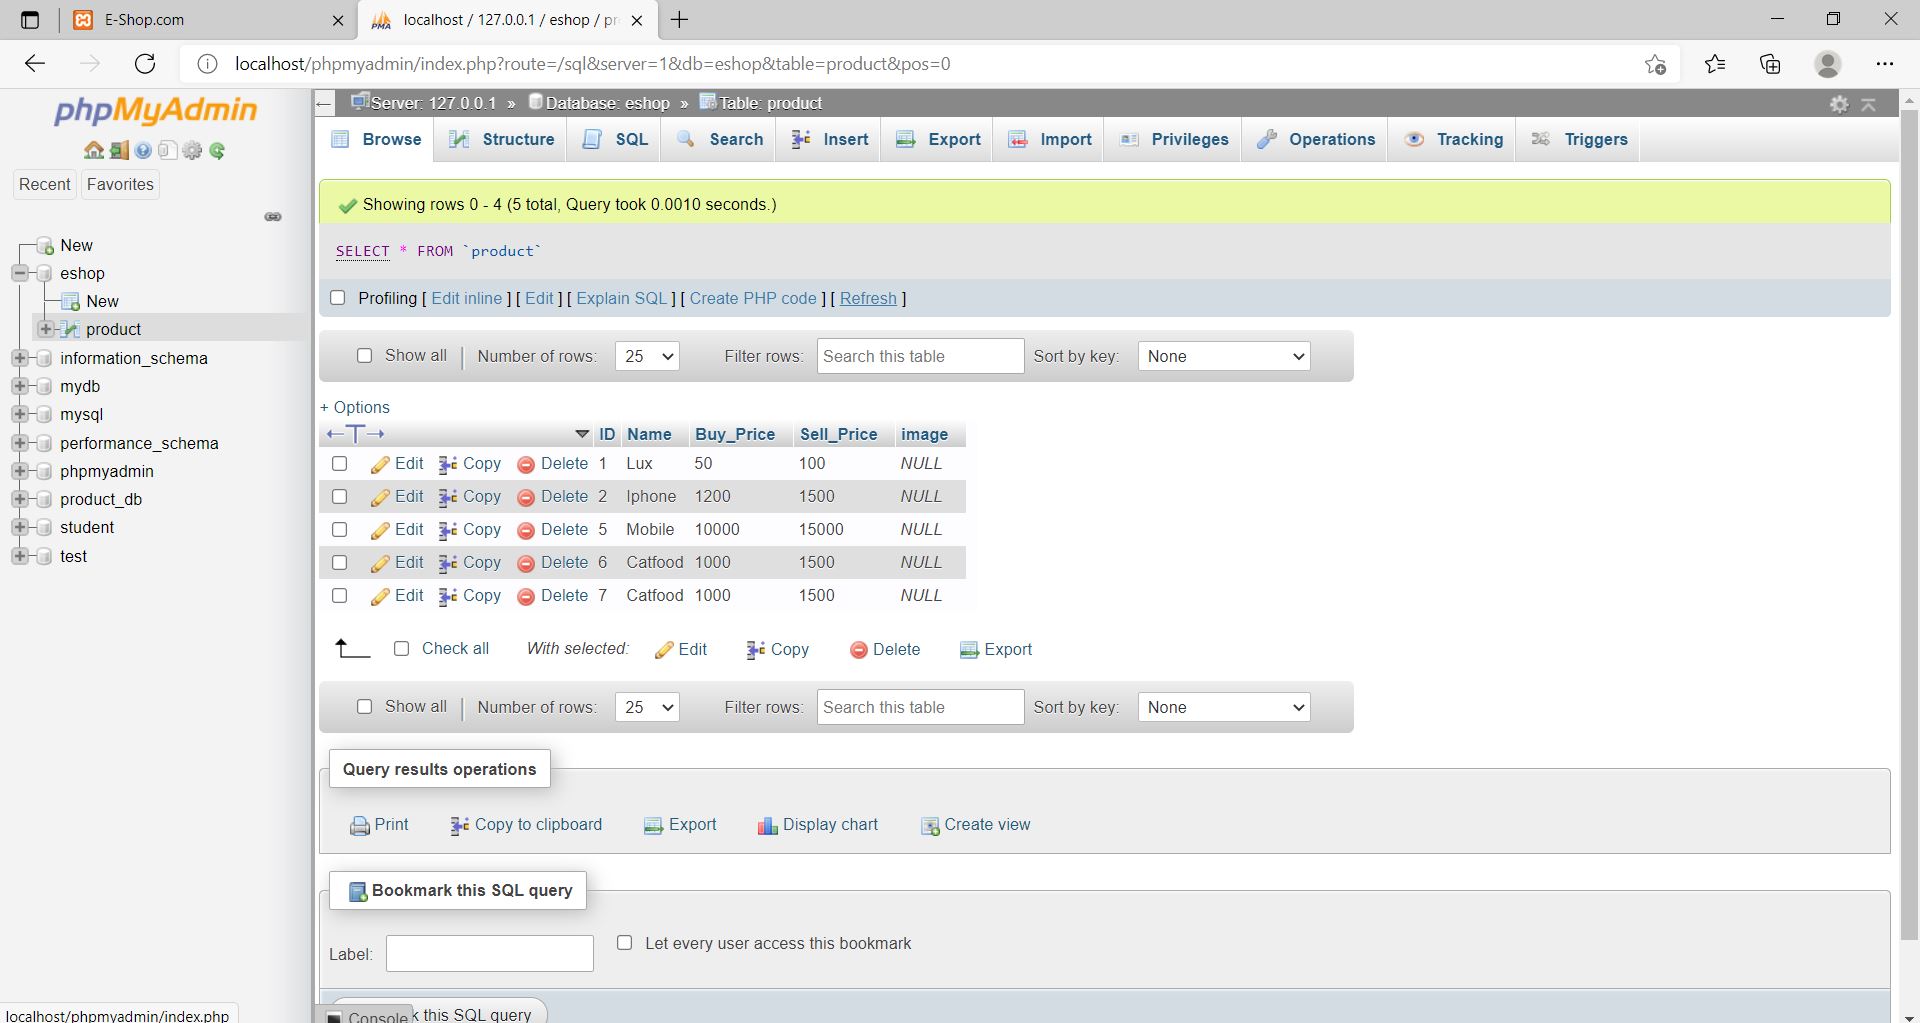 E-Shop.com
localhost / 127.0.0.1 / eshop / pr
localhost/phpmyadmin/index.php?route=/sql&server=1&db=eshop&table=product&pos=0
phpMyAdmin
Recent
Favorites
New
eshop
New
product
information_schema
mydb
mysql
performance_schema
phpmyadmin
product_db
student
test
localhost/phpmyadmin/index.php
Server: 127.0.0.1 » Database: eshop » Table: product
Browse Structure SQL Search Insert Export Import Privileges Operations Tracking Triggers
Showing rows 0 - 4 (5 total, Query took 0.0010 seconds.)
SELECT * FROM `product`
Profiling [ Edit inline ] [ Edit ] [ Explain SQL ] [ Create PHP code ] [ Refresh ]
Show all Number of rows: 25 Filter rows: Search this table Sort by key: None
+ Options
←T→ ID Name Buy_Price Sell_Price image
Edit Copy Delete 1 Lux 50 100 NULL
Edit Copy Delete 2 Iphone 1200 1500 NULL
Edit Copy Delete 5 Mobile 10000 15000 NULL
Edit Copy Delete 6 Catfood 1000 1500 NULL
Edit Copy Delete 7 Catfood 1000 1500 NULL
Check all With selected: Edit Copy Delete Export
Show all Number of rows: 25 Filter rows: Search this table Sort by key: None
Query results operations
Print Copy to clipboard Export Display chart Create view
Bookmark this SQL query
Label: Let every user access this bookmark
Console k this SQL query